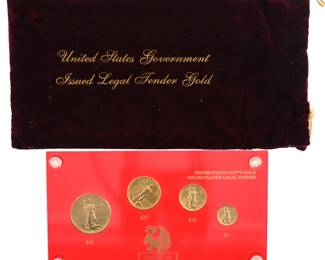 United States Government
Issued Legal Tender Gold
UNITED STATES GOV'T GOLD
UNCIRCULATED LEGAL TENDER
$25
$10
$5
$50